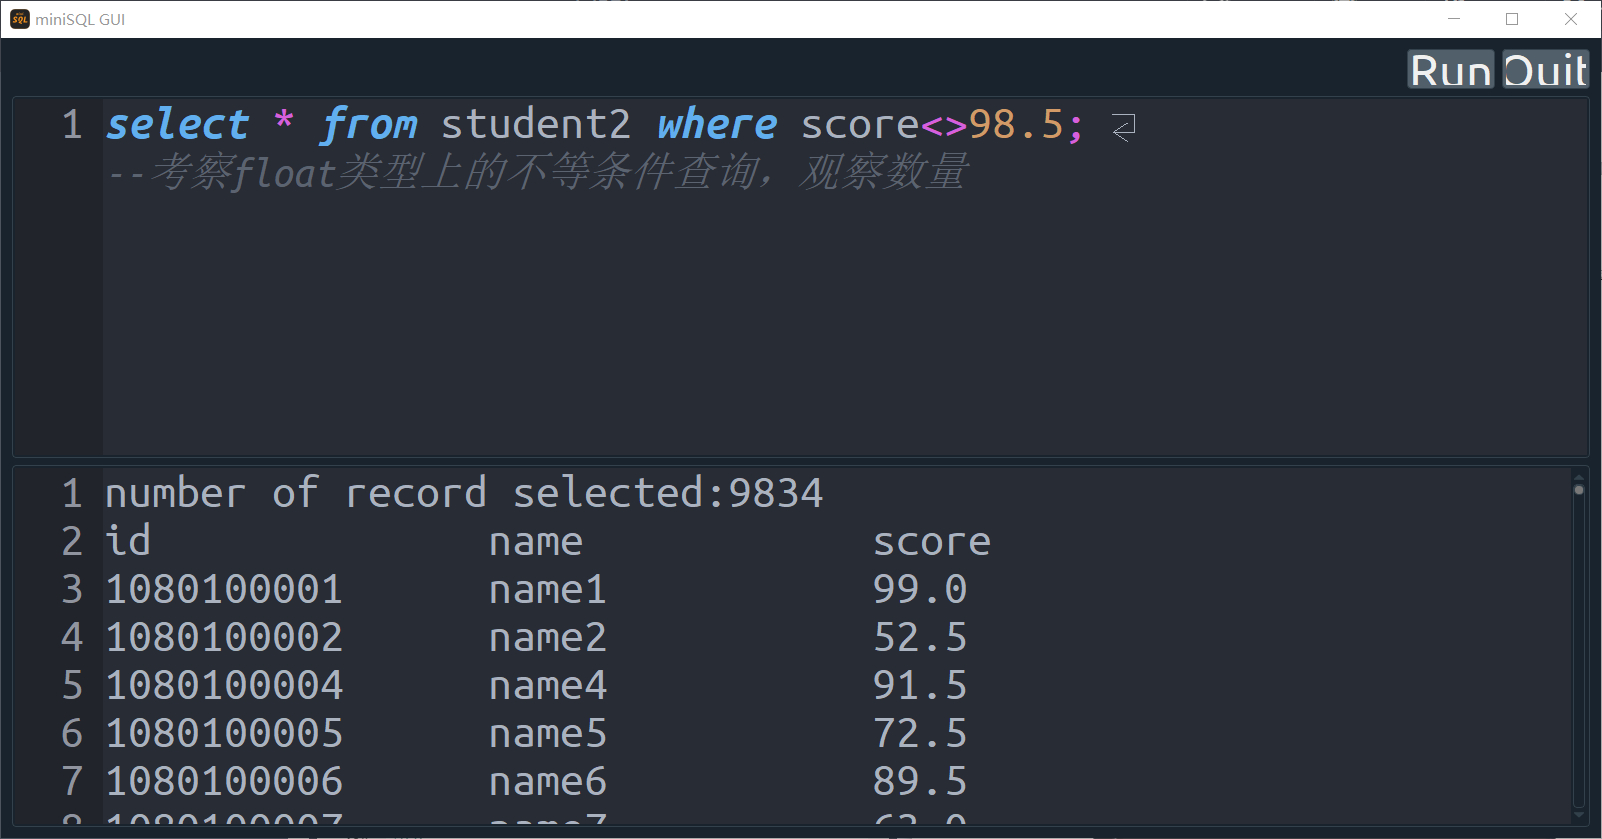 miniSQL GUI
Run Quit
1 select * from student2 where score<>98.5;
--考察float类型上的不等条件查询，观察数量
1 number of record selected:9834
2 id name score
3 1080100001 name1 99.0
4 1080100002 name2 52.5
5 1080100004 name4 91.5
6 1080100005 name5 72.5
7 1080100006 name6 89.5
8 1080100007 name7